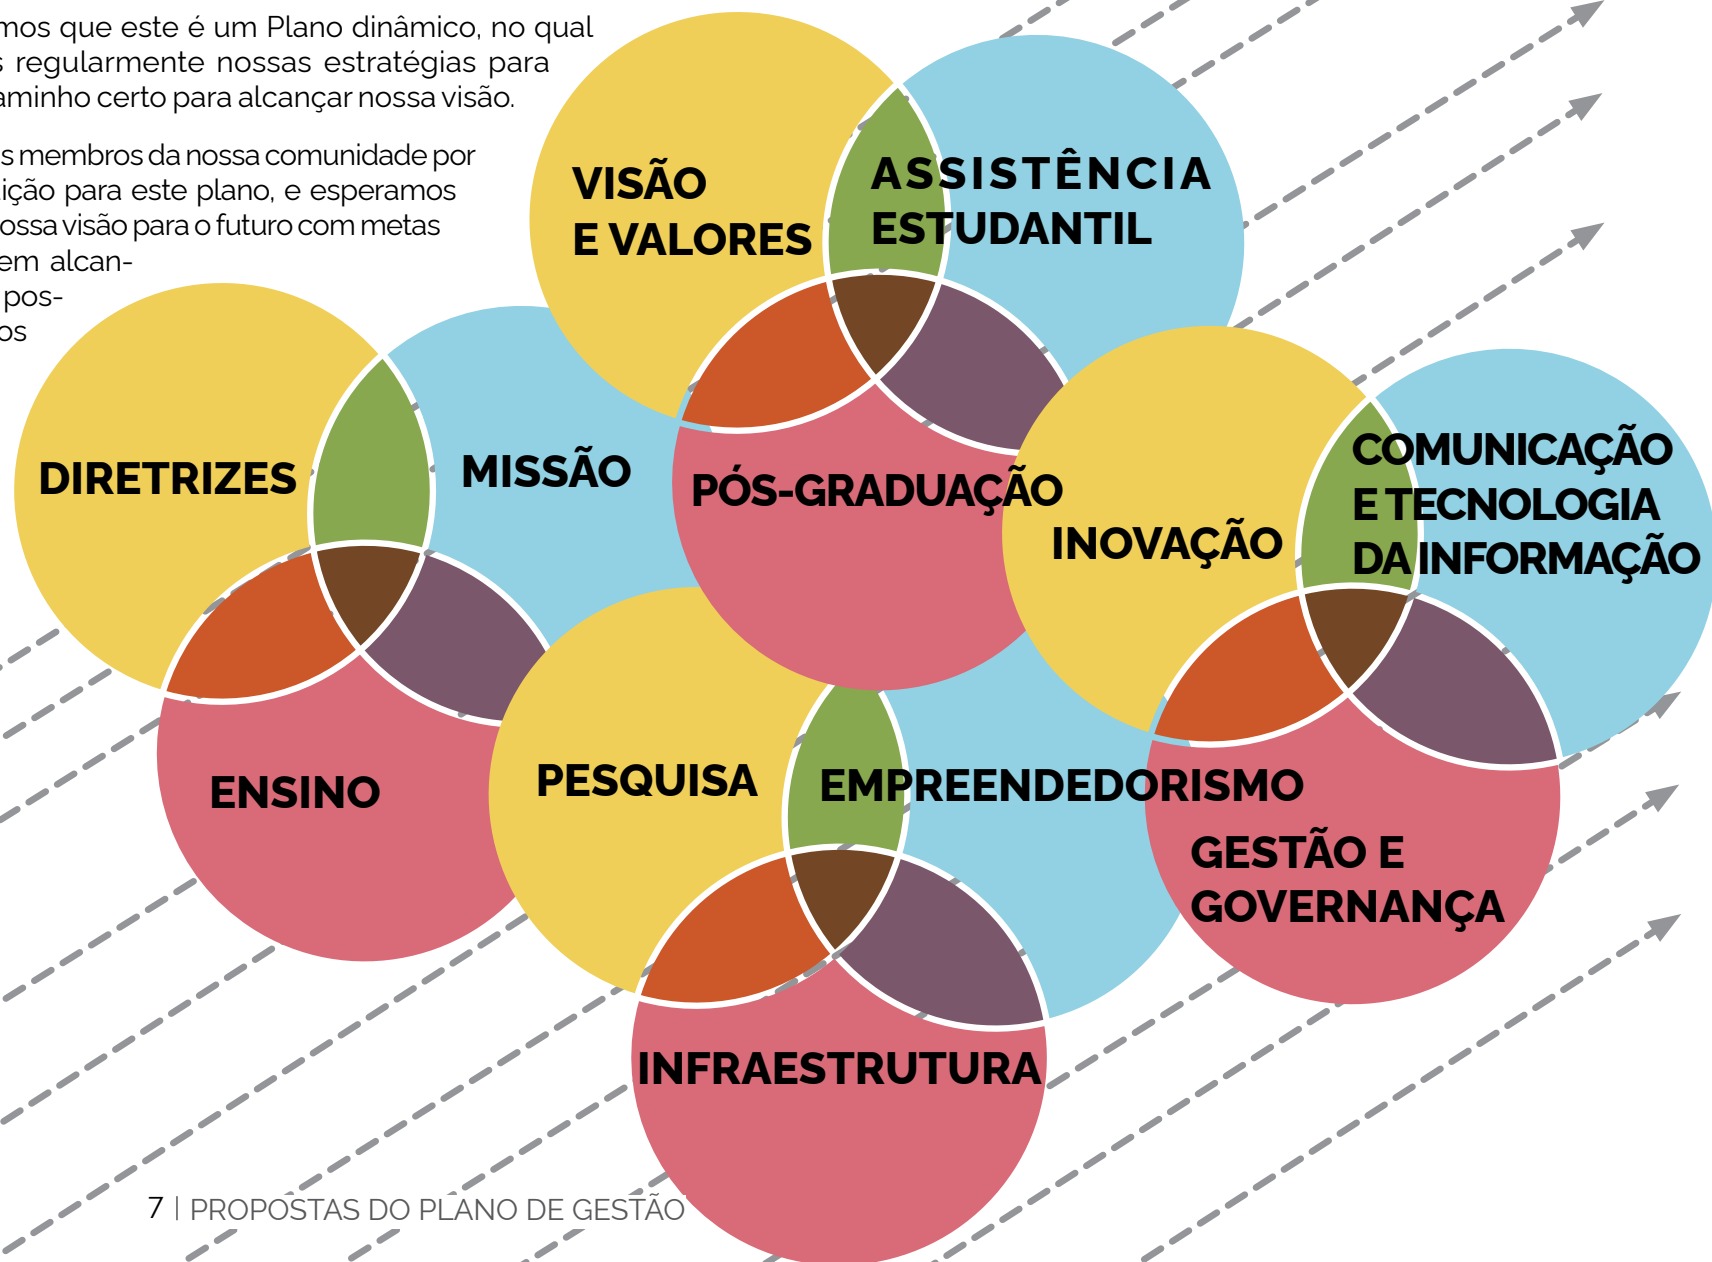 mos que este é um Plano dinâmico, no qual
s regularmente nossas estratégias para
aminho certo para alcançar nossa visão.
s membros da nossa comunidade por
uição para este plano, e esperamos
ossa visão para o futuro com metas
em alcan-
pos-
os
VISÃO
E VALORES
ASSISTÊNCIA
ESTUDANTIL
DIRETRIZES
MISSÃO
PÓS-GRADUAÇÃO
INOVAÇÃO
COMUNICAÇÃO
E TECNOLOGIA
DA INFORMAÇÃO
ENSINO
PESQUISA
EMPREENDEDORISMO
GESTÃO E
GOVERNANÇA
INFRAESTRUTURA
7 | PROPOSTAS DO PLANO DE GESTÃO